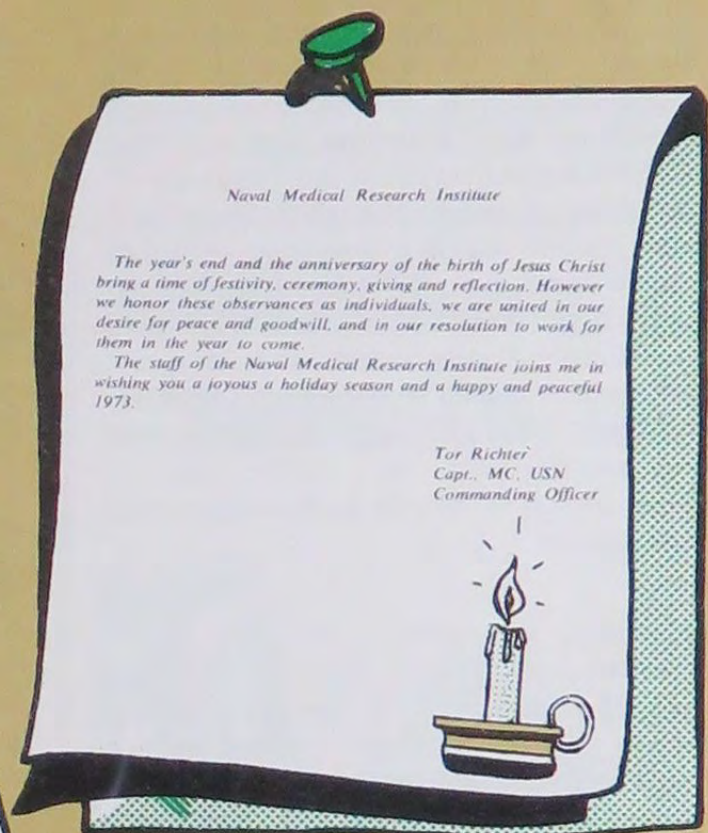 Naval Medical Research Institute
The year's end and the anniversary of the birth of Jesus Christ
bring a time of festivity, ceremony, giving and reflection. However
we honor these observances as individuals, we are united in our
desire for peace and goodwill, and in our resolution to work for
them in the year to come.
The staff of the Naval Medical Research Institute joins me in
wishing you a joyous a holiday season and a happy and peaceful
1973.
Tor Richter
Capt., MC, USN
Commanding Officer